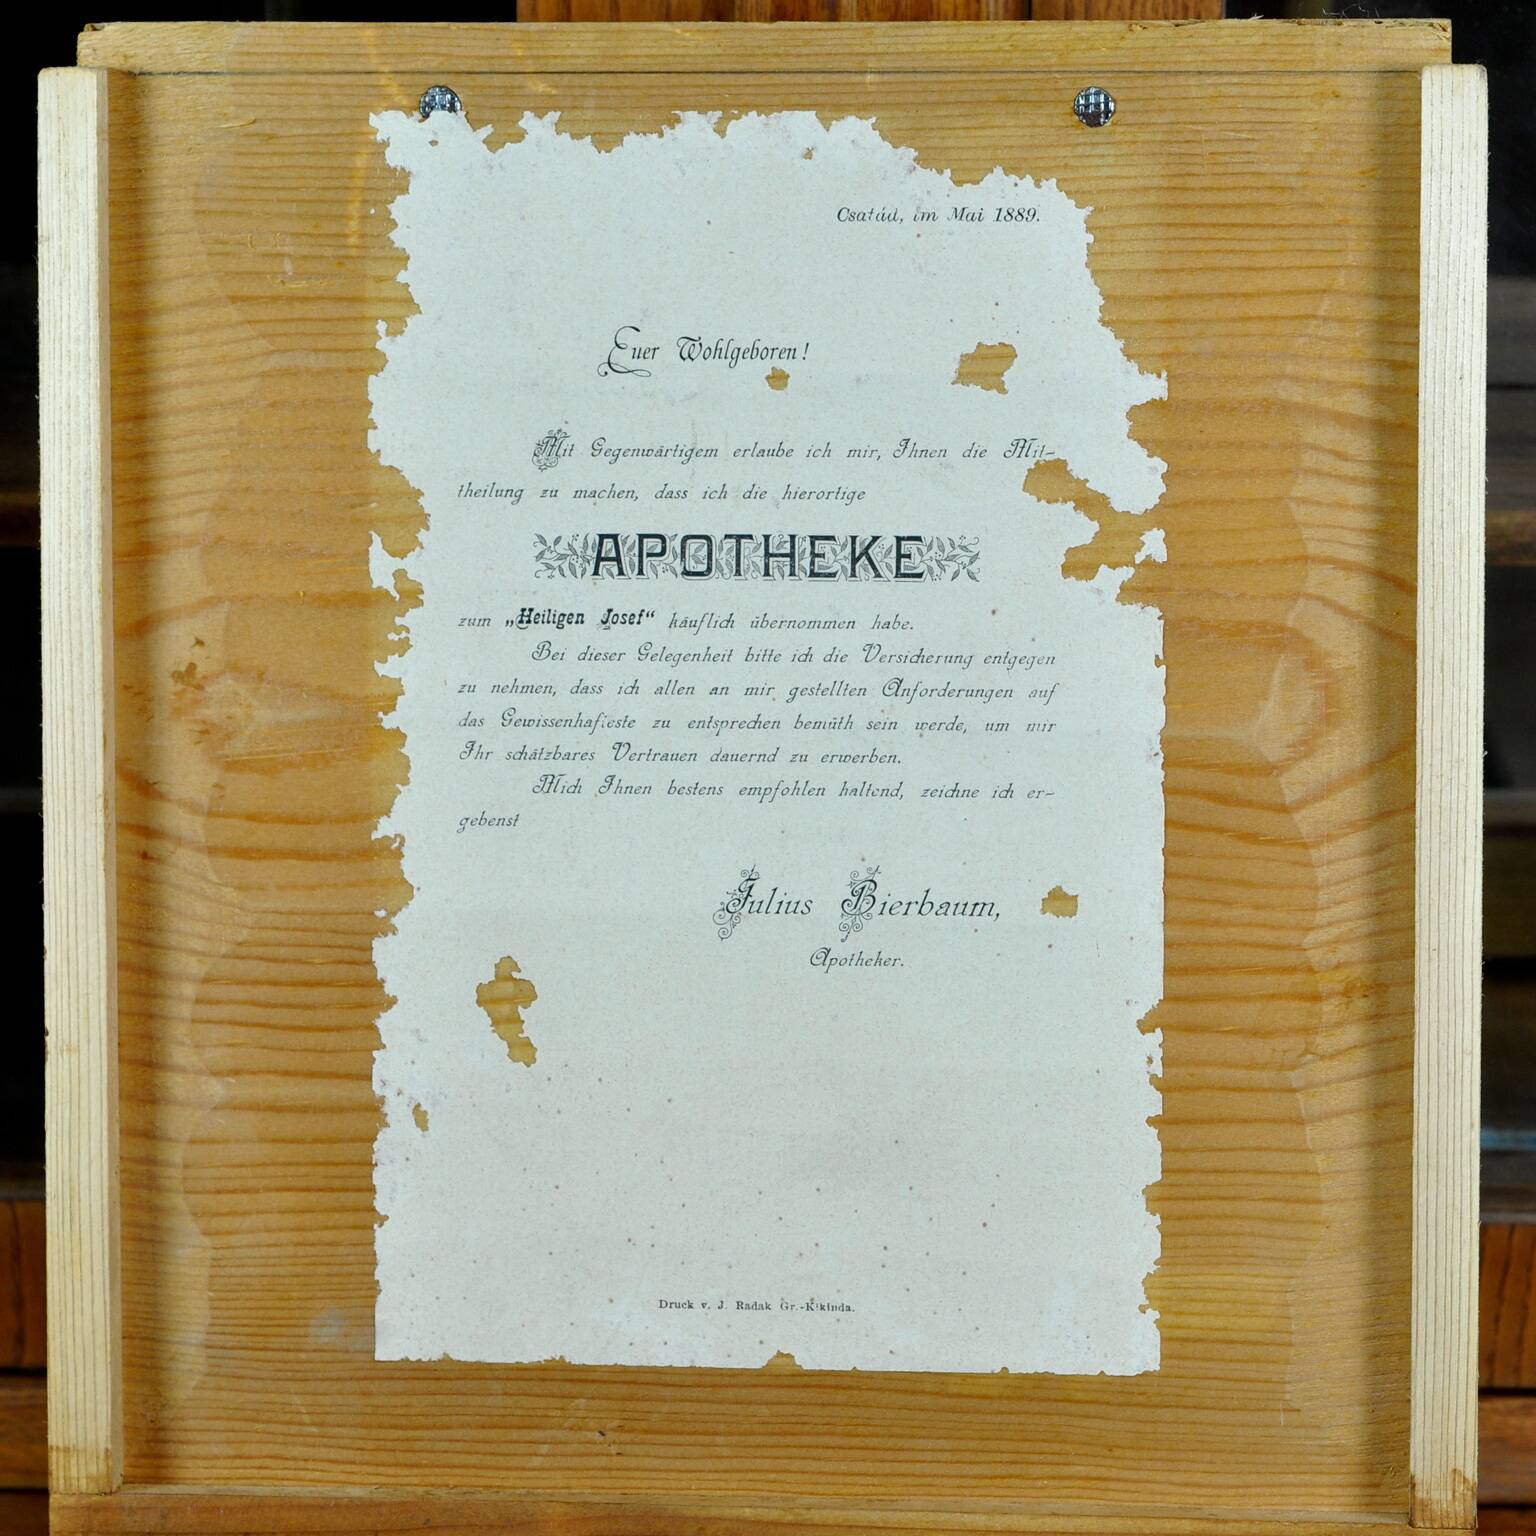 Csatád, im Mai 1889.
Euer Wohlgeboren!
Mit Gegenwärtigem erlaube ich mir, Ihnen die Mit-
theilung zu machen, dass ich die hierortige
APOTHEKE
zum „Heiligen Josef“ käuflich übernommen habe.
Bei dieser Gelegenheit bitte ich die Versicherung entgegen
zu nehmen, dass ich allen an mir gestellten Anforderungen auf
das Gewissenhafteste zu entsprechen bemüth sein werde, um mir
Ihr schätzbares Vertrauen dauernd zu erwerben.
Mich Ihnen bestens empfohlen haltend, zeichne ich er-
gebenst
Julius Bierbaum,
Apotheker.
Druck v. J. Radak Gr.-Kikinda.